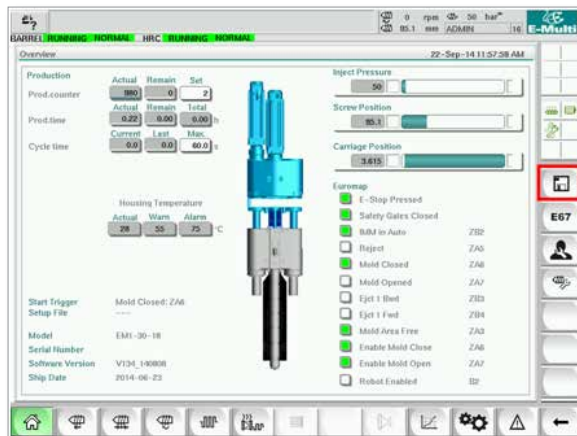 0 rpm 50 bar
85.1 mm ADMIN 16 E-Multi
BARREL RUNNING NORMAL HRC RUNNING NORMAL
Overview 22-Sep-14 11:57:58 AM
Production
Actual Remain Set
Prod.counter 980 0 2
Actual Remain Total
Prod.time 0.22 0.00 0.00 h
Current Last Max.
Cycle time 0.0 0.0 60.0 s
Housing Temperature
Actual Warn Alarm
28 55 75 °C
Start Trigger Mold Closed: ZA6
Setup File ---
Model EM1-30-18
Serial Number
Software Version V134_140808
Ship Date 2014-06-23
Inject Pressure
50
Screw Position
85.1
Carriage Position
3.615
Euromap
E-Stop Pressed
Safety Gates Closed
IMM in Auto ZB2
Reject ZA5
Mold Closed ZA6
Mold Opened ZA7
Ejct 1 Bwd ZB3
Ejct 1 Fwd ZB4
Mold Area Free ZA3
Enable Mold Close ZA6
Enable Mold Open ZA7
Robot Enabled B2
E67